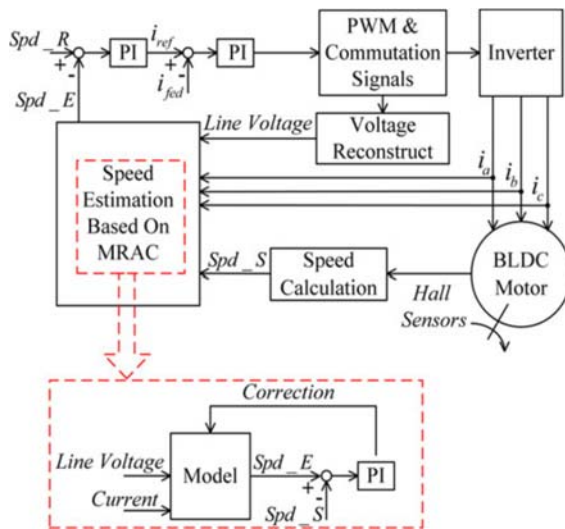 Spd_R
+
-
PI
i_ref
-
i_fed
PI
PWM &
Commutation
Signals
Inverter
Spd_E
Line Voltage
Voltage
Reconstruct
Speed
Estimation
Based On
MRAC
i_a
i_b
i_c
Spd_S
Speed
Calculation
BLDC
Motor
Hall
Sensors
Correction
Line Voltage
Current
Model
Spd_E
+
-
PI
Spd_S